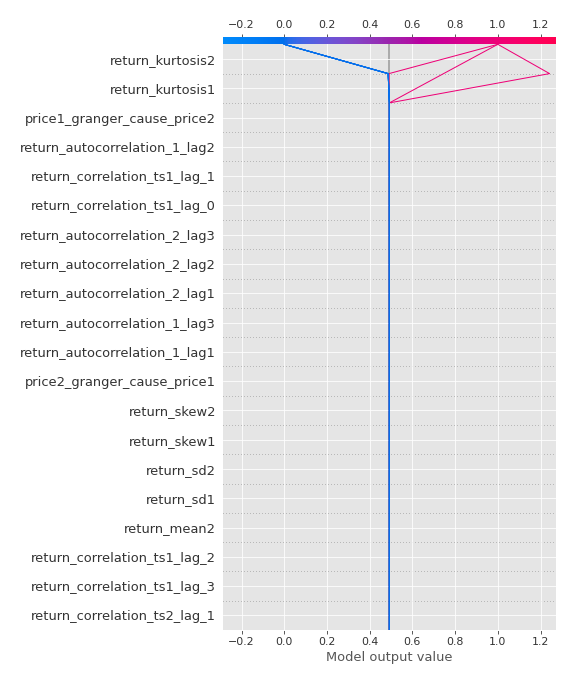 −0.2 0.0 0.2 0.4 0.6 0.8 1.0 1.2
return_kurtosis2
return_kurtosis1
price1_granger_cause_price2
return_autocorrelation_1_lag2
return_correlation_ts1_lag_1
return_correlation_ts1_lag_0
return_autocorrelation_2_lag3
return_autocorrelation_2_lag2
return_autocorrelation_2_lag1
return_autocorrelation_1_lag3
return_autocorrelation_1_lag1
price2_granger_cause_price1
return_skew2
return_skew1
return_sd2
return_sd1
return_mean2
return_correlation_ts1_lag_2
return_correlation_ts1_lag_3
return_correlation_ts2_lag_1
−0.2 0.0 0.2 0.4 0.6 0.8 1.0 1.2
Model output value